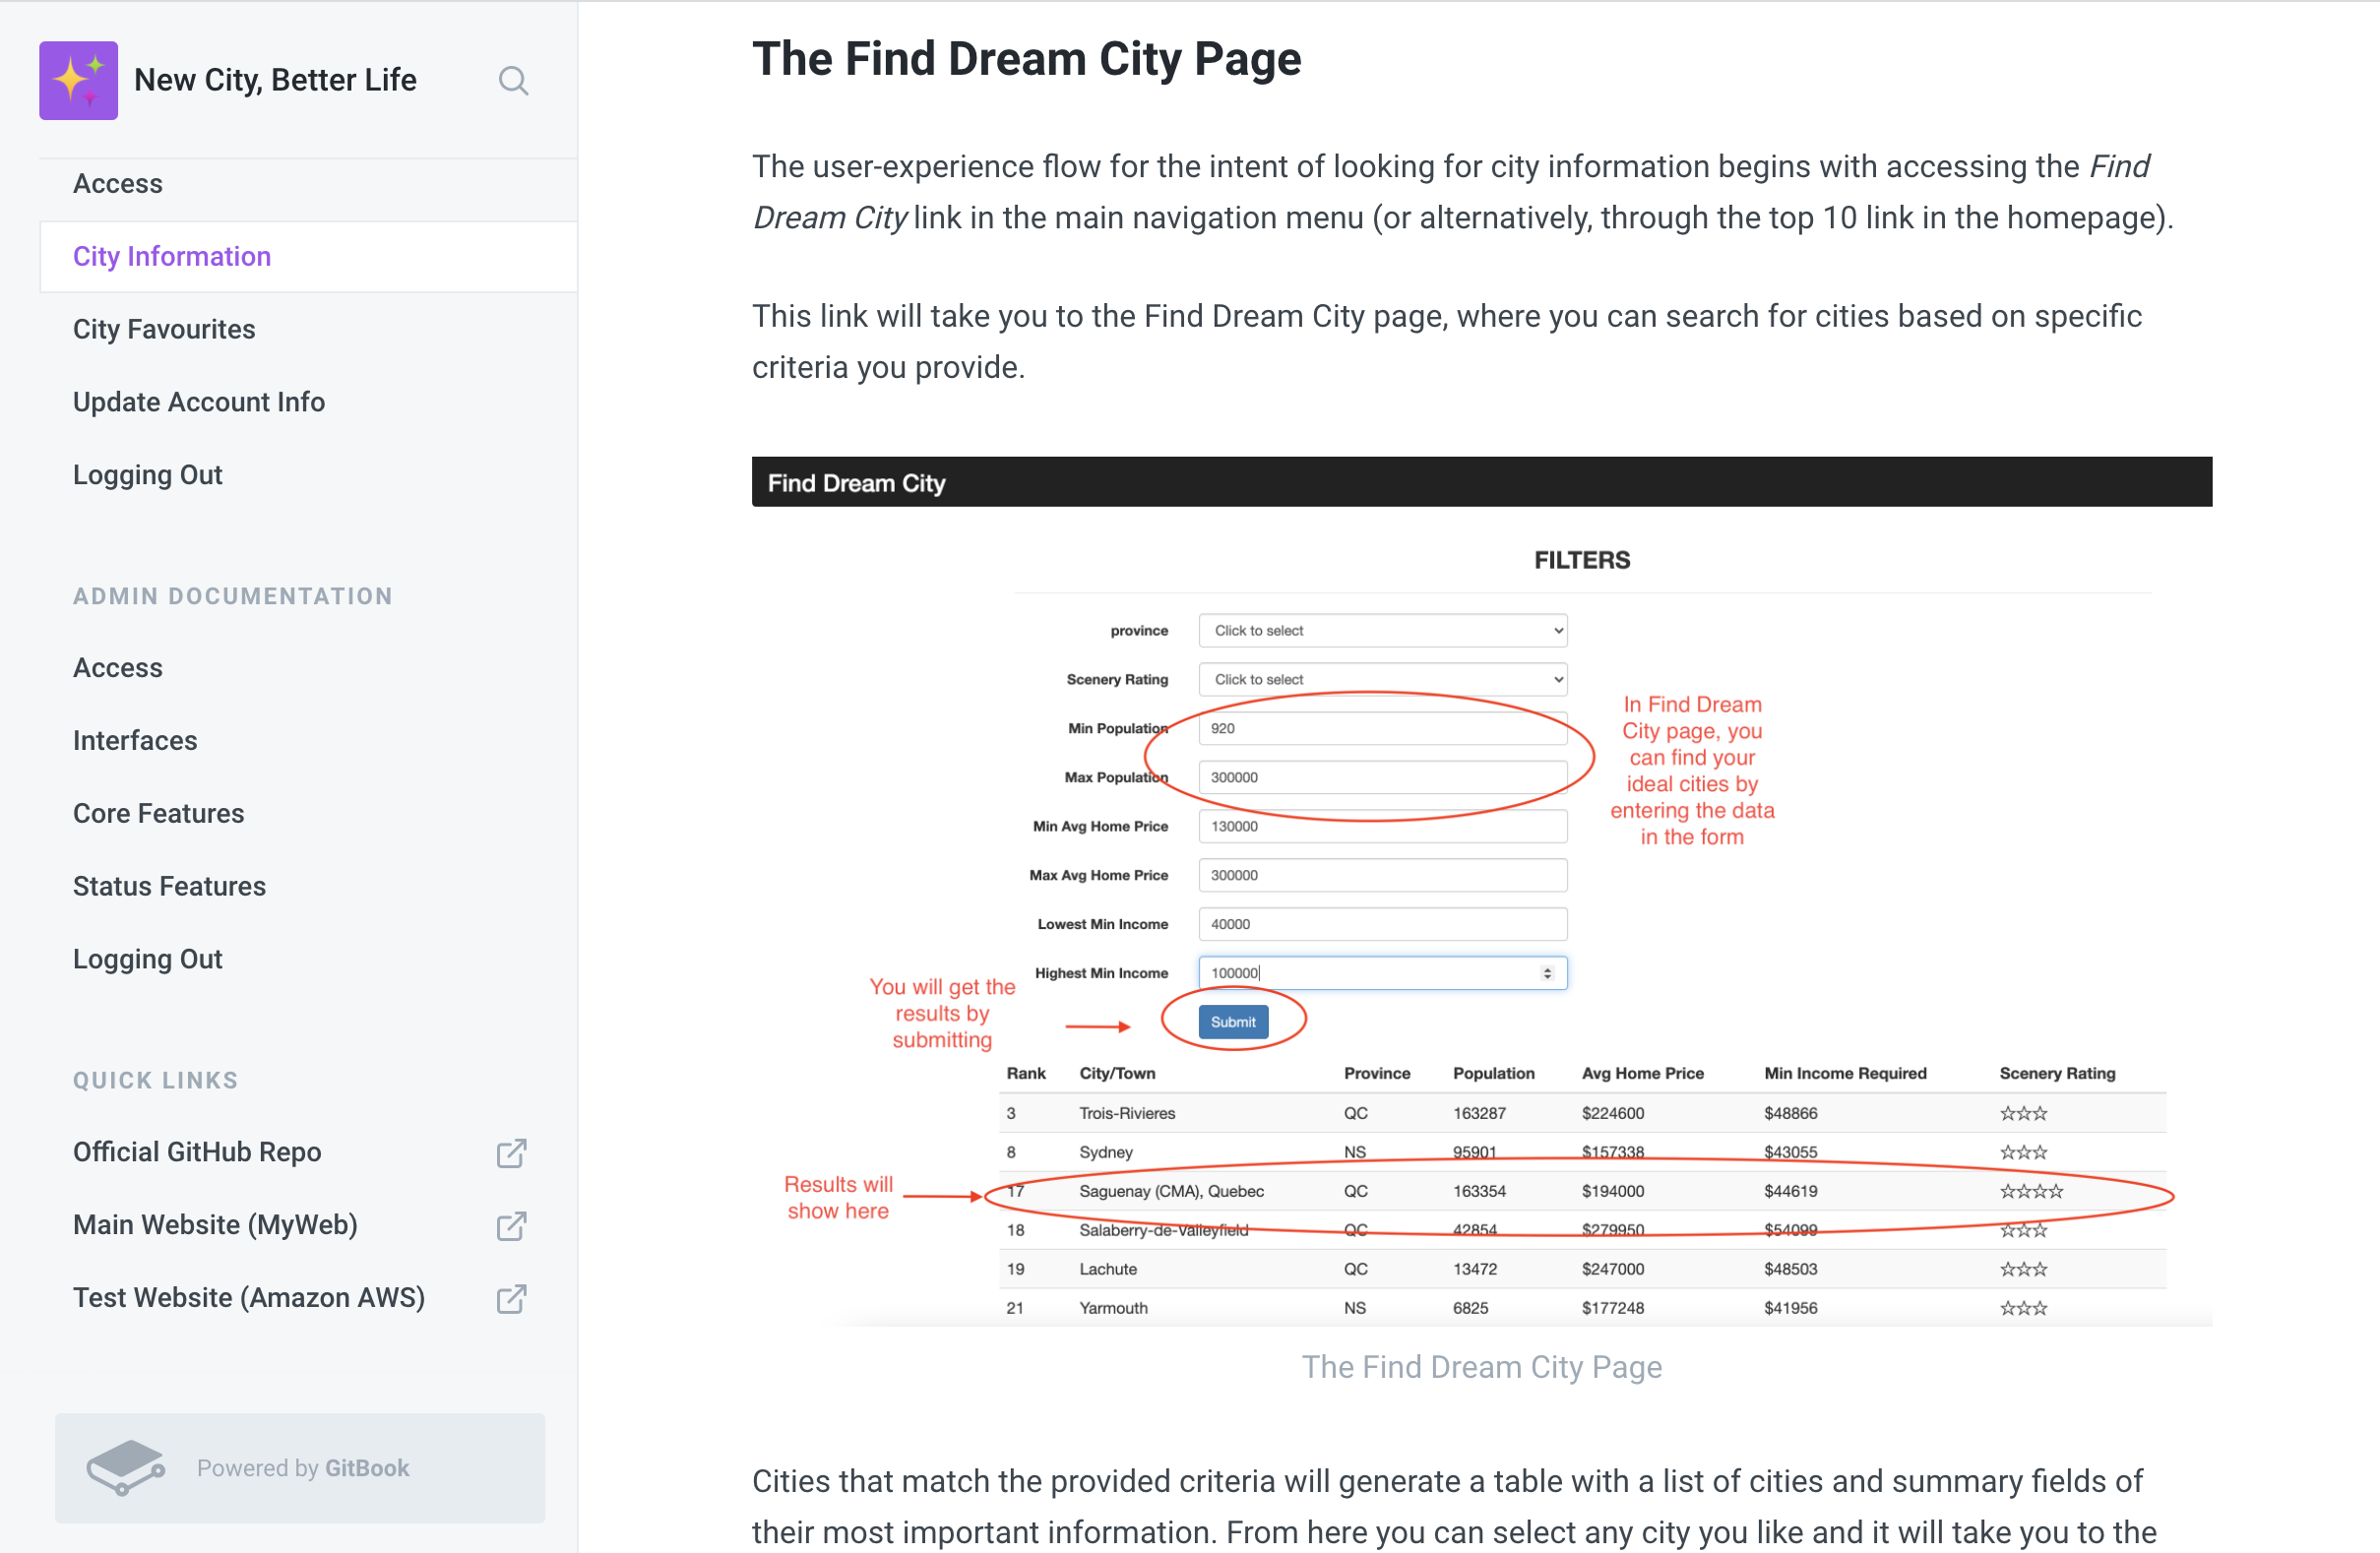 New City, Better Life
Access
City Information
City Favourites
Update Account Info
Logging Out
ADMIN DOCUMENTATION
Access
Interfaces
Core Features
Status Features
Logging Out
QUICK LINKS
Official GitHub Repo
Main Website (MyWeb)
Test Website (Amazon AWS)
Powered by GitBook
The Find Dream City Page
The user-experience flow for the intent of looking for city information begins with accessing the Find
Dream City link in the main navigation menu (or alternatively, through the top 10 link in the homepage).
This link will take you to the Find Dream City page, where you can search for cities based on specific
criteria you provide.
Find Dream City
FILTERS
province Click to select
Scenery Rating Click to select
Min Population 920
Max Population 300000
Min Avg Home Price 130000
Max Avg Home Price 300000
Lowest Min Income 40000
Highest Min Income 100000
Submit
In Find Dream
City page, you
can find your
ideal cities by
entering the data
in the form
You will get the
results by
submitting
Rank City/Town Province Population Avg Home Price Min Income Required Scenery Rating
3 Trois-Rivieres QC 163287 $224600 $48866 ☆☆☆
8 Sydney NS 95901 $157338 $43055 ☆☆☆
17 Saguenay (CMA), Quebec QC 163354 $194000 $44619 ☆☆☆☆
18 Salaberry-de-Valleyfield QC 42854 $279950 $54099 ☆☆☆
19 Lachute QC 13472 $247000 $48503 ☆☆☆
21 Yarmouth NS 6825 $177248 $41956 ☆☆☆
Results will
show here
The Find Dream City Page
Cities that match the provided criteria will generate a table with a list of cities and summary fields of
their most important information. From here you can select any city you like and it will take you to the